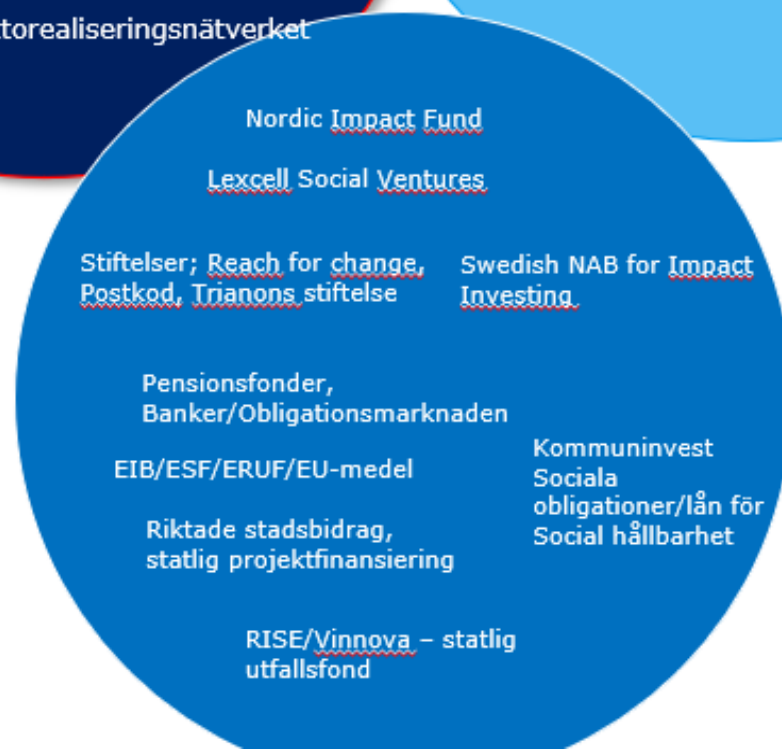 torealiseringsnätverket
Nordic Impact Fund
Lexcell Social Ventures
Stiftelser; Reach for change,
Postkod, Trianons stiftelse
Swedish NAB for Impact
Investing
Pensionsfonder,
Banker/Obligationsmarknaden
EIB/ESF/ERUF/EU-medel
Kommuninvest
Sociala
obligationer/lån för
Social hållbarhet
Riktade stadsbidrag,
statlig projektfinansiering
RISE/Vinnova – statlig
utfallsfond